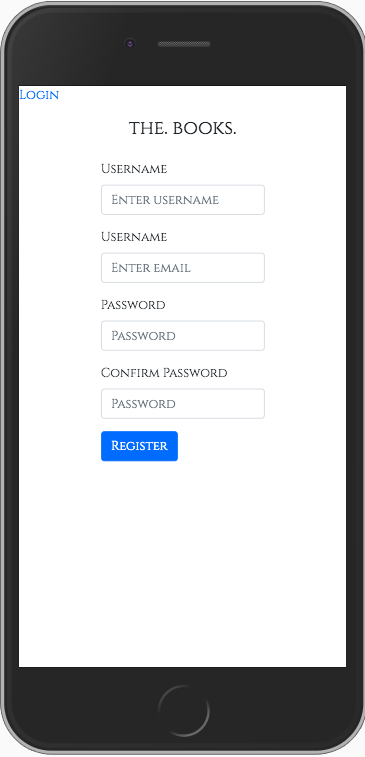 Login
the. books.
Username
Enter username
Username
Enter email
Password
Password
Confirm Password
Password
Register